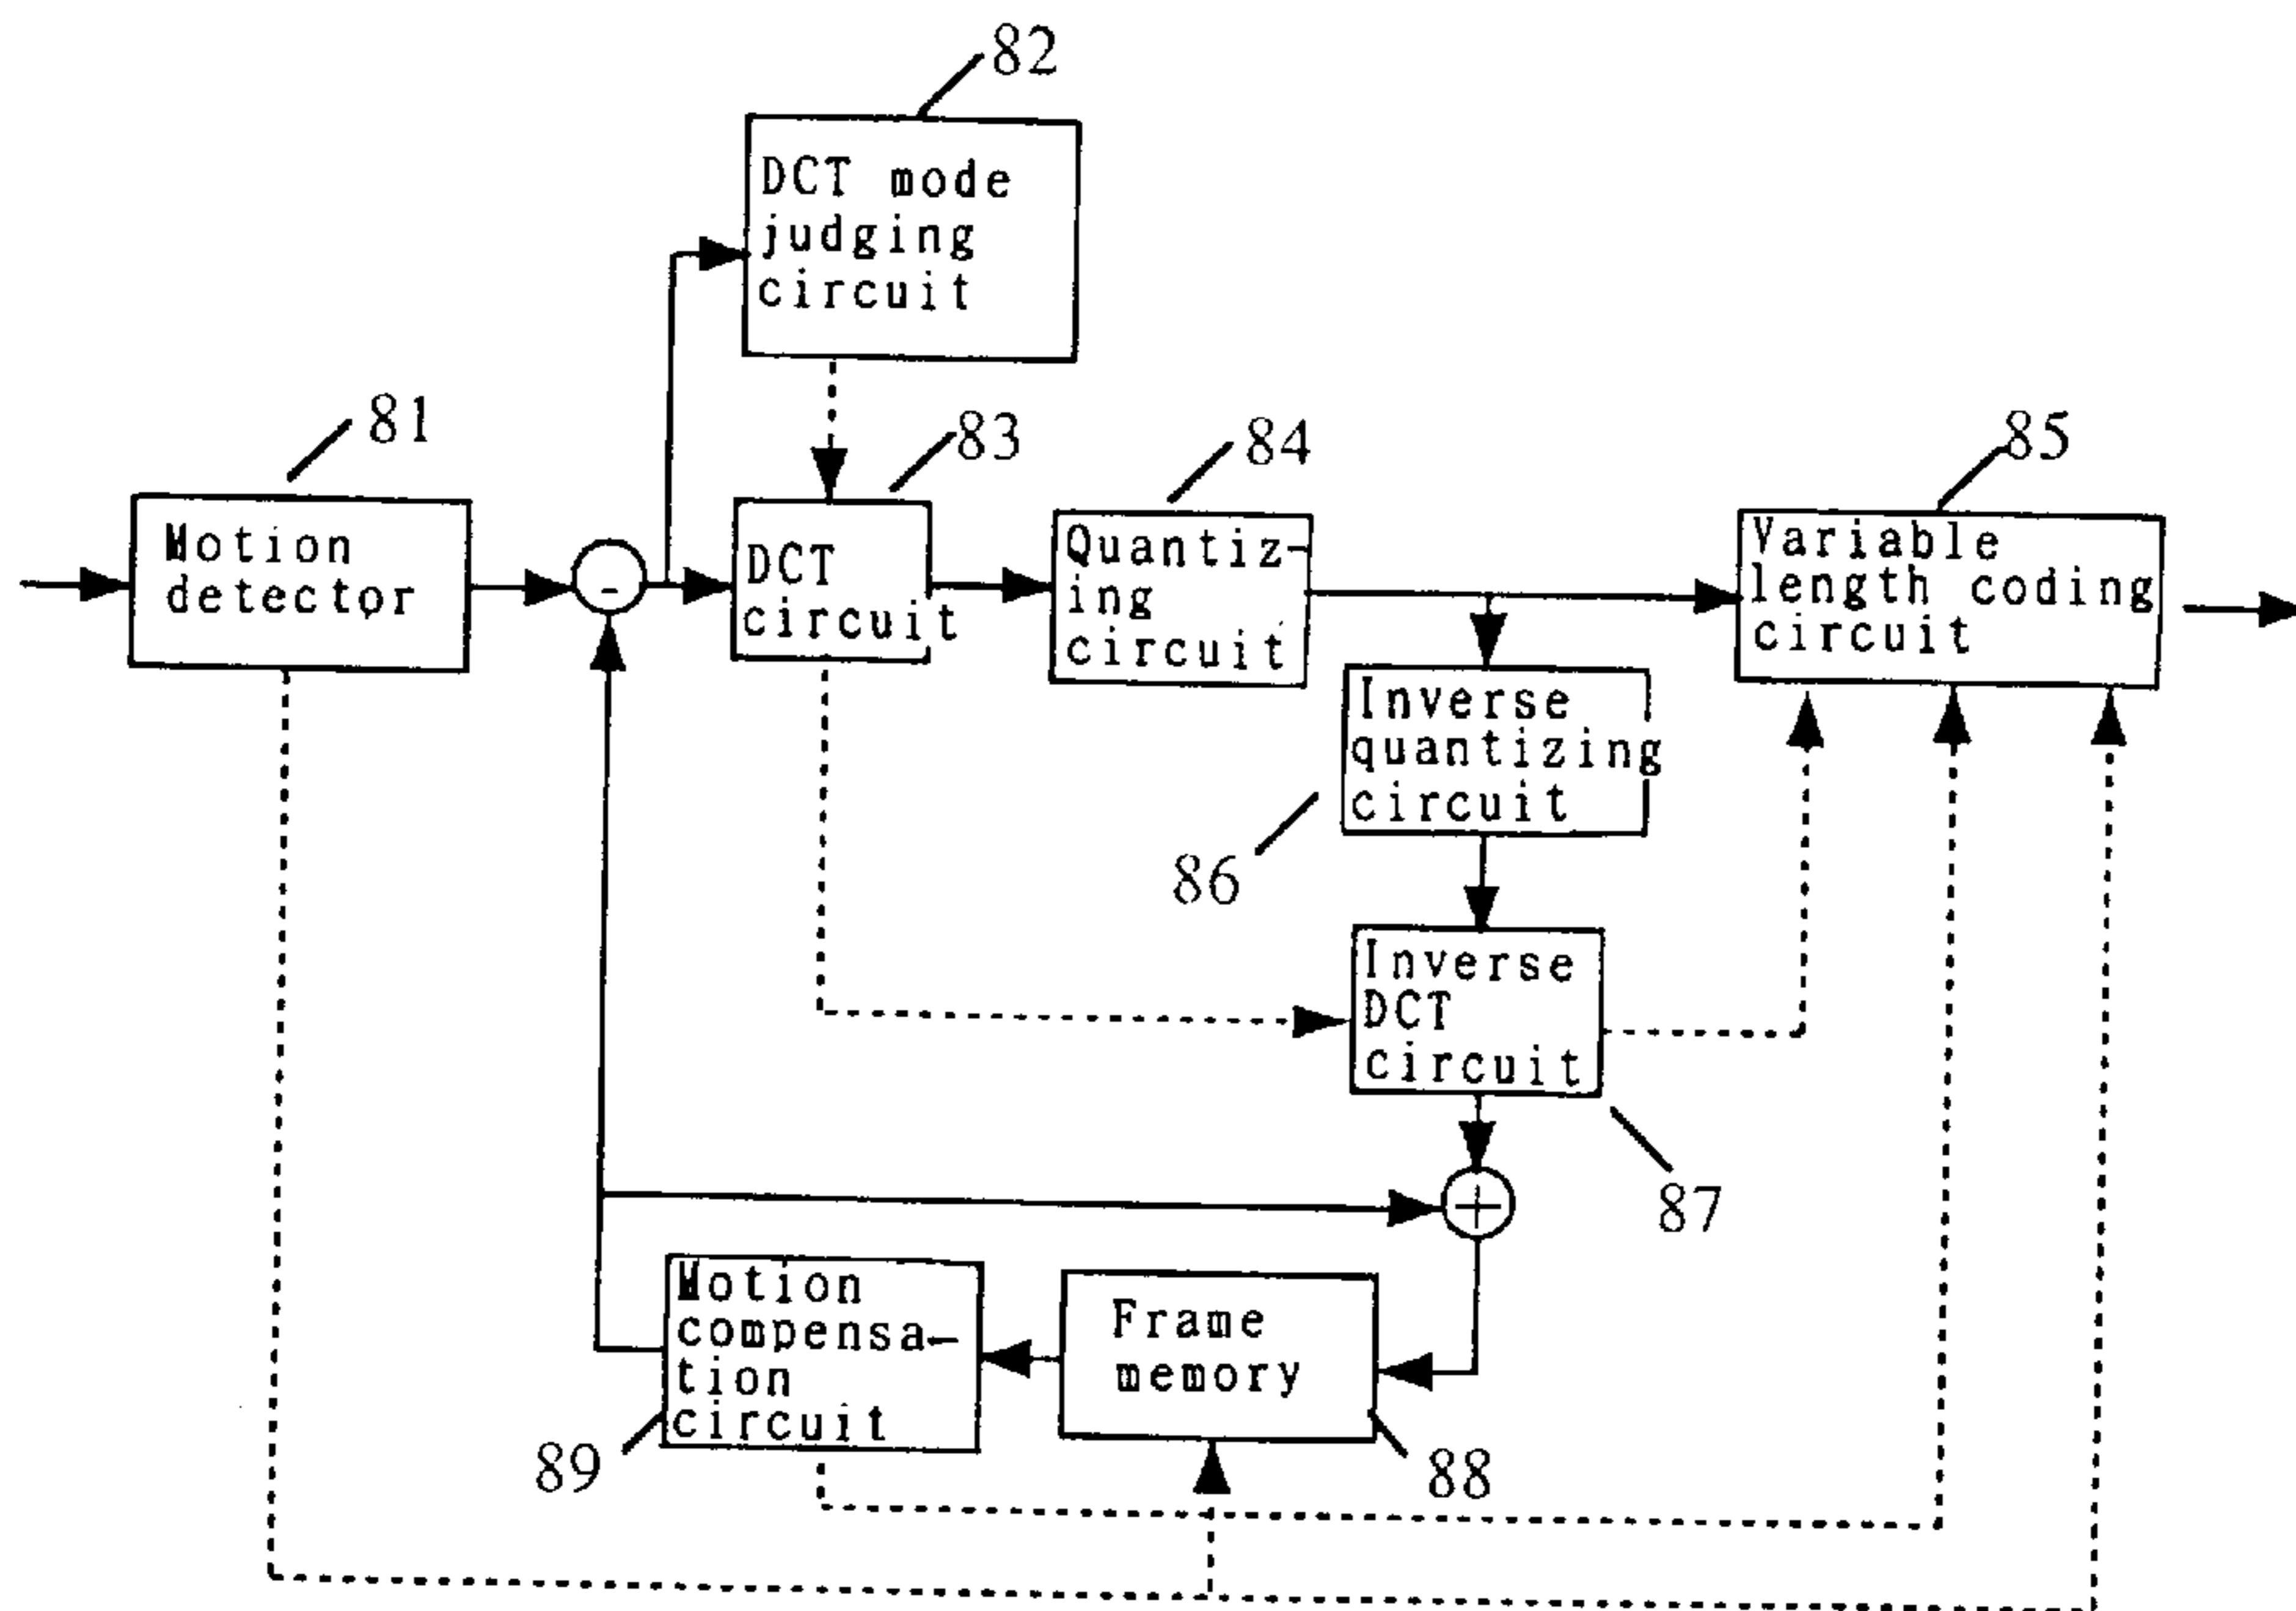 82
DCT mode
judging
circuit
81
83
84
85
Motion
detector
-
DCT
circuit
Quantiz-
ing
circuit
Variable
length coding
circuit
Inverse
quantizing
circuit
86
Inverse
DCT
circuit
87
+
Motion
compensa-
tion
circuit
89
Frame
memory
88